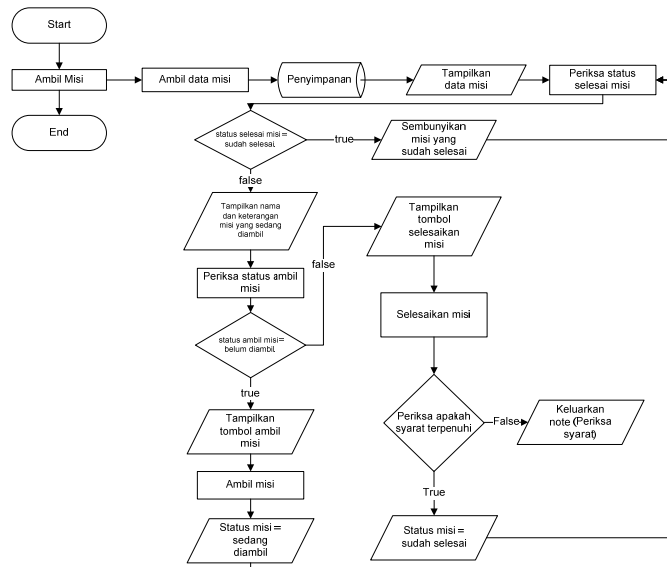 Start
Ambil Misi
End
Ambil data misi
Penyimpanan
Tampilkan
data misi
Periksa status
selesai misi
status selesai misi =
sudah selesai.
true
Sembunyikan
misi yang
sudah selesai
false
Tampilkan nama
dan keterangan
misi yang sedang
diambil
Periksa status ambil
misi
status ambil misi =
belum diambil.
false
true
Tampilkan
tombol ambil
misi
Ambil misi
Status misi =
sedang
diambil
Tampilkan
tombol
selesaikan
misi
Selesaikan misi
Periksa apakah
syarat terpenuhi
False
Keluarkan
note (Periksa
syarat)
True
Status misi =
sudah selesai